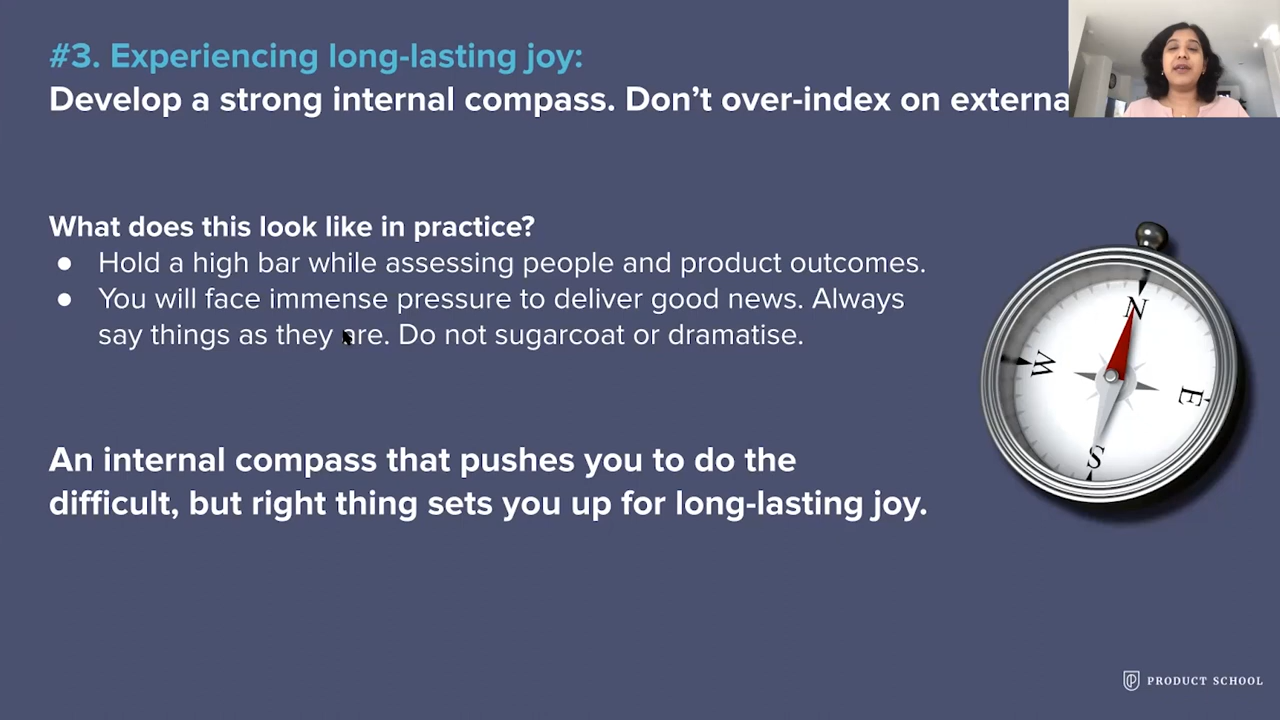 #3. Experiencing long-lasting joy:
Develop a strong internal compass. Don’t over-index on externa
What does this look like in practice?
● Hold a high bar while assessing people and product outcomes.
● You will face immense pressure to deliver good news. Always
say things as they are. Do not sugarcoat or dramatise.
N
W
E
S
An internal compass that pushes you to do the
difficult, but right thing sets you up for long-lasting joy.
PRODUCT SCHOOL